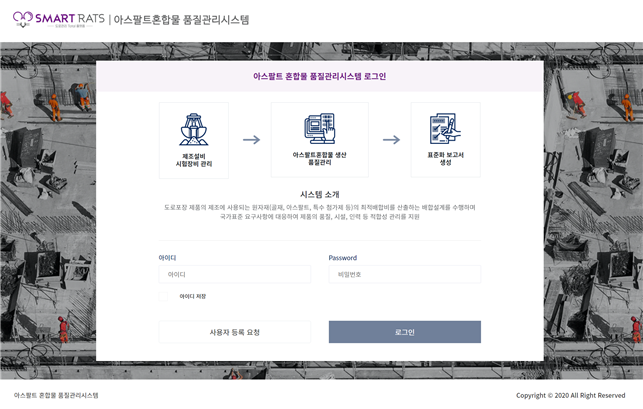 SMART RATS | 아스팔트혼합물 품질관리시스템
아스팔트 혼합물 품질관리시스템 로그인
제조설비
시험장비 관리
아스팔트혼합물 생산
품질관리
표준화 보고서
생성
시스템 소개
도로포장 제품의 제조에 사용되는 원자재(골재, 아스팔트, 특수 첨가제 등)의 최적배합비를 산출하는 배합설계를 수행하며
국가표준 요구사항에 대응하여 제품의 품질, 시설, 인력 등 적합성 관리를 지원
아이디
Password
아이디
비밀번호
아이디 저장
사용자 등록 요청
로그인
아스팔트 혼합물 품질관리시스템
Copyright © 2020 All Right Reserved